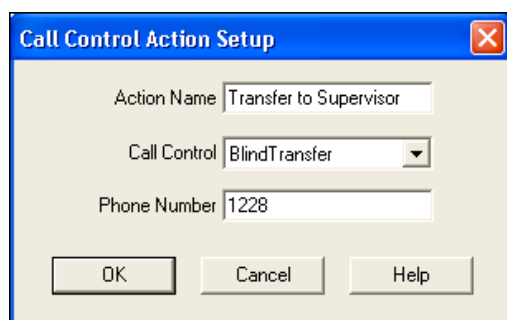 Call Control Action Setup
Action Name Transfer to Supervisor
Call Control BlindTransfer
Phone Number 1228
OK Cancel Help